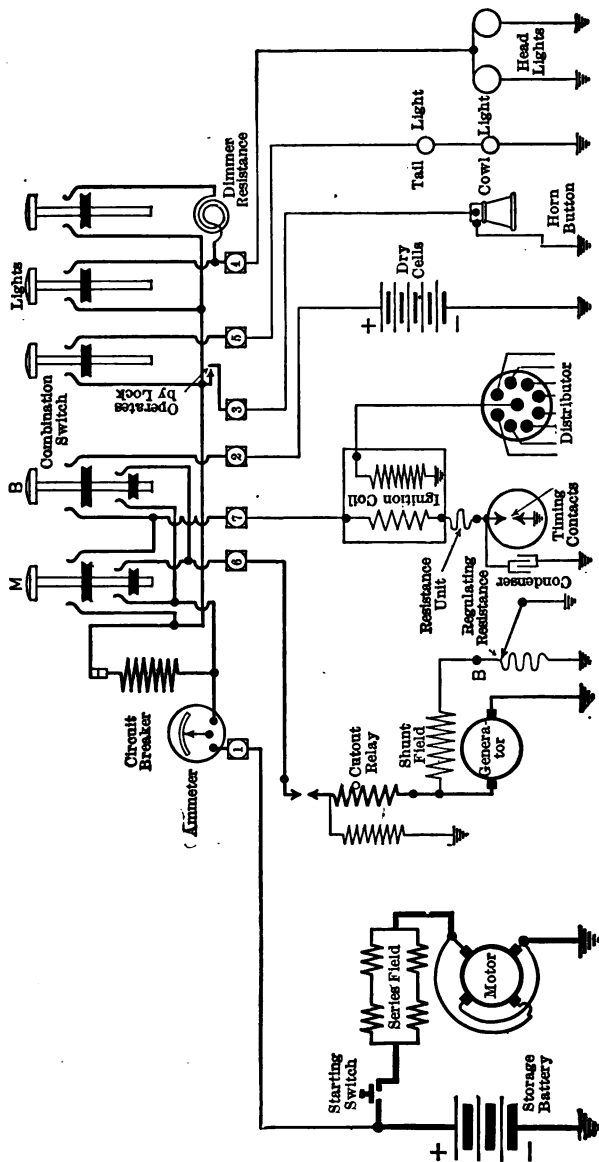 M
B
Lights
Combination
Switch
Operates
by Lock
Dimmer
Resistance
Circuit
Breaker
Ammeter
1
6
7
2
3
5
4
Starting
Switch
Series Field
Motor
+
-
Storage
Battery
Cutout
Relay
Shunt
Field
Genera-
tor
B
Regulating
Resistance
Resistance
Unit
Ignition Coil
Condenser
Timing
Contacts
Distributor
+
-
Dry
Cells
Horn
Button
Tail Light
Cowl Light
Head
Lights